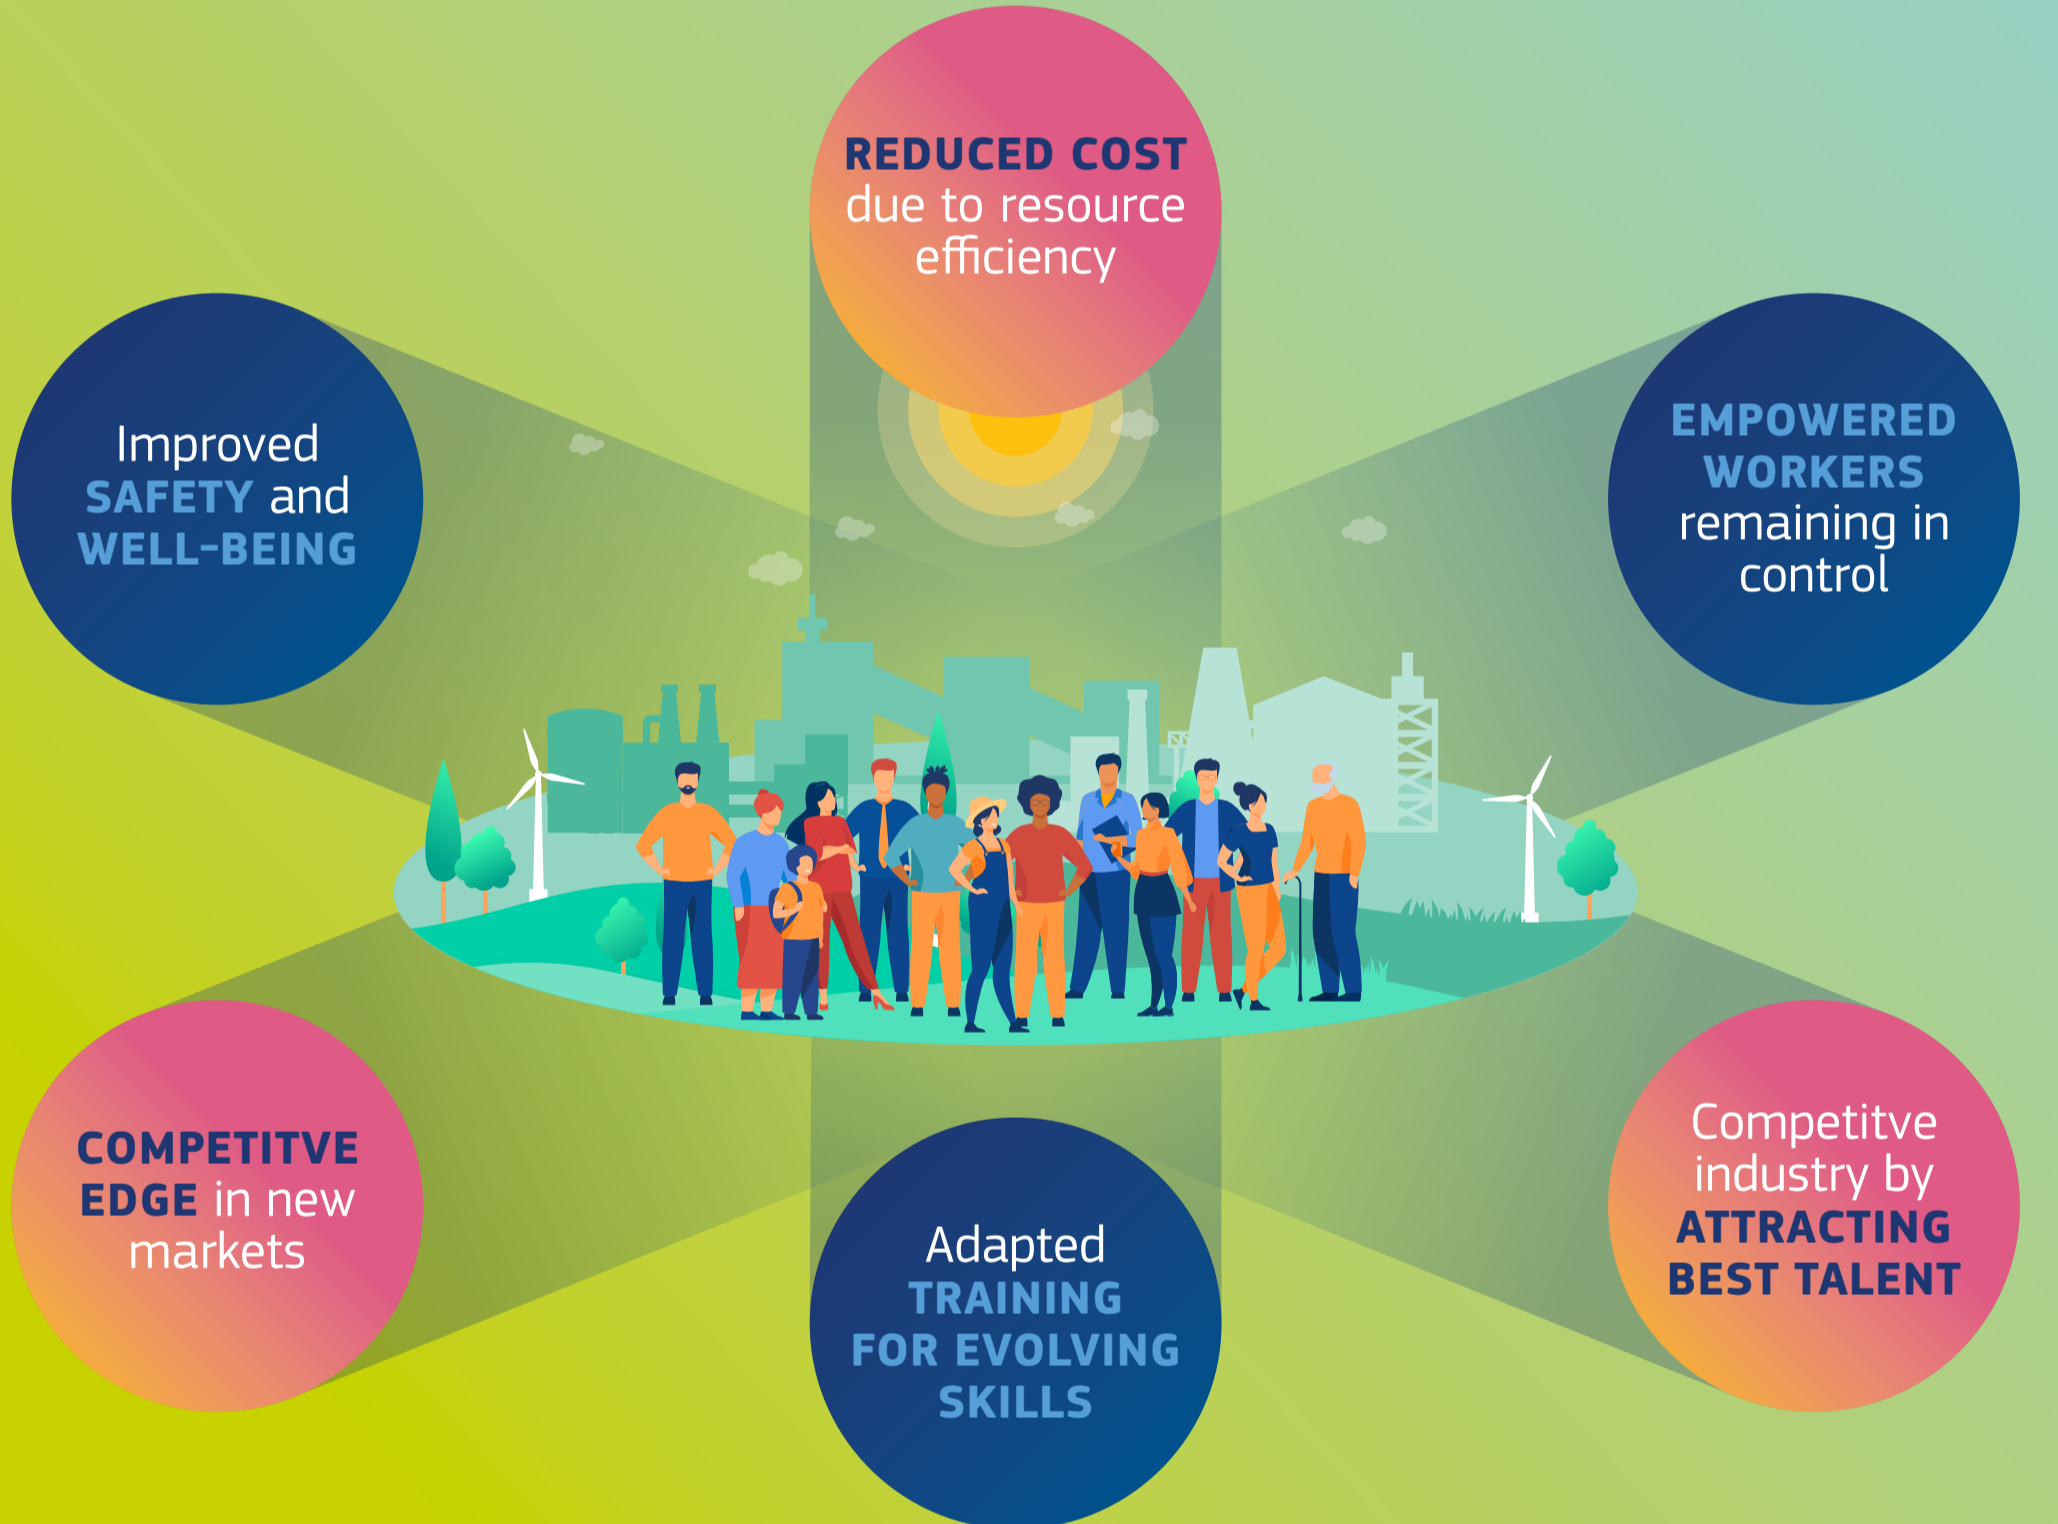 REDUCED COST
due to resource
efficiency
Improved
SAFETY and
WELL-BEING
EMPOWERED
WORKERS
remaining in
control
COMPETITVE
EDGE in new
markets
Adapted
TRAINING
FOR EVOLVING
SKILLS
Competitve
industry by
ATTRACTING
BEST TALENT